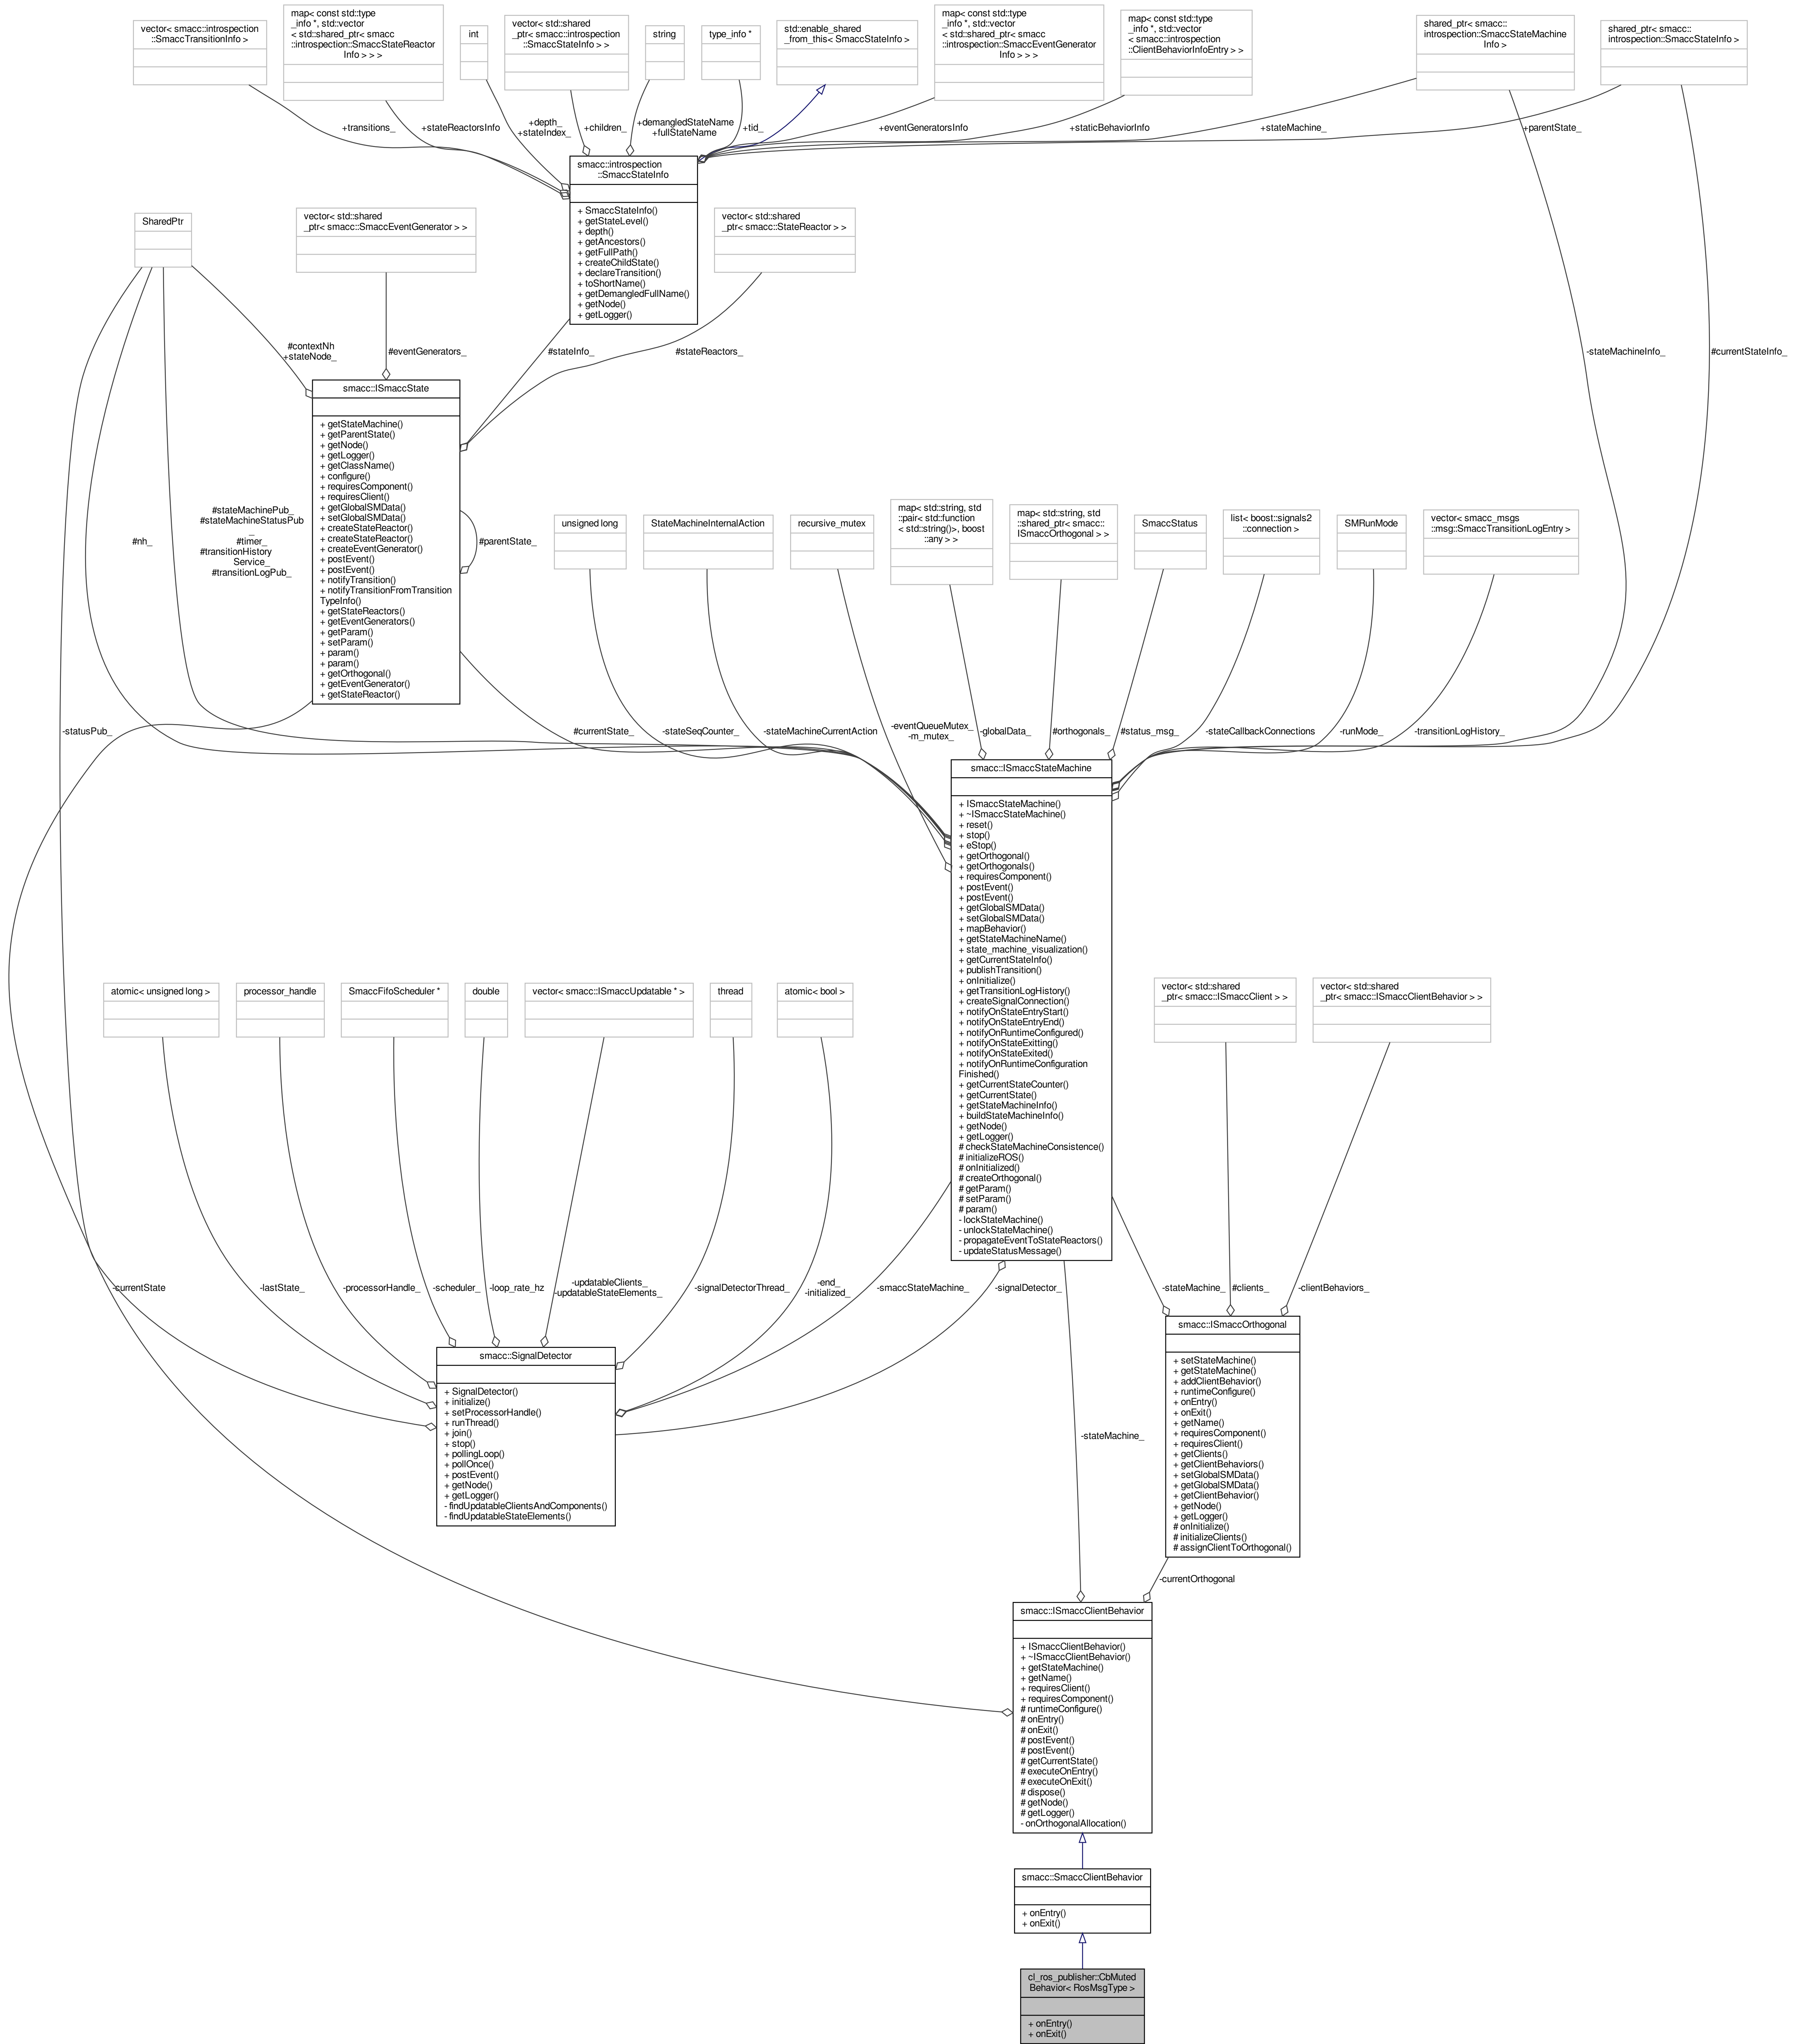 vector< smacc::introspection
::SmaccTransitionInfo >
map< const std::type
_info *, std::vector
< std::shared_ptr< smacc
::introspection::SmaccStateReactor
Info > > >
int
vector< std::shared
_ptr< smacc::introspection
::SmaccStateInfo > >
string
type_info *
std::enable_shared
_from_this< SmaccStateInfo >
map< const std::type
_info *, std::vector
< std::shared_ptr< smacc
::introspection::SmaccEventGenerator
Info > > >
map< const std::type
_info *, std::vector
< smacc::introspection
::ClientBehaviorInfoEntry > >
shared_ptr< smacc::
introspection::SmaccStateMachine
Info >
shared_ptr< smacc::
introspection::SmaccStateInfo >
+transitions_
+stateReactorsInfo
+depth_
+stateIndex_
+children_
+demangledStateName
+fullStateName
+tid_
+eventGeneratorsInfo
+staticBehaviorInfo
+stateMachine_
+parentState_
smacc::introspection
::SmaccStateInfo
+ SmaccStateInfo()
+ getStateLevel()
+ depth()
+ getAncestors()
+ getFullPath()
+ createChildState()
+ declareTransition()
+ toShortName()
+ getDemangledFullName()
+ getNode()
+ getLogger()
SharedPtr
vector< std::shared
_ptr< smacc::SmaccEventGenerator > >
vector< std::shared
_ptr< smacc::StateReactor > >
#contextNh
+stateNode_
#eventGenerators_
#stateInfo_
#stateReactors_
-stateMachineInfo_
#currentStateInfo_
smacc::ISmaccState
+ getStateMachine()
+ getParentState()
+ getNode()
+ getLogger()
+ getClassName()
+ configure()
+ requiresComponent()
+ requiresClient()
+ getGlobalSMData()
+ setGlobalSMData()
+ createStateReactor()
+ createStateReactor()
+ createEventGenerator()
+ postEvent()
+ postEvent()
+ notifyTransition()
+ notifyTransitionFromTransition
TypeInfo()
+ getStateReactors()
+ getEventGenerators()
+ getParam()
+ setParam()
+ param()
+ param()
+ getOrthogonal()
+ getEventGenerator()
+ getStateReactor()
#parentState_
#nh_
#stateMachinePub_
#stateMachineStatusPub
_
#timer_
#transitionHistory
Service_
#transitionLogPub_
unsigned long
StateMachineInternalAction
recursive_mutex
map< std::string, std
::pair< std::function
< std::string()>, boost
::any > >
map< std::string, std
::shared_ptr< smacc::
ISmaccOrthogonal > >
SmaccStatus
list< boost::signals2
::connection >
SMRunMode
vector< smacc_msgs
::msg::SmaccTransitionLogEntry >
-statusPub_
#currentState_
-stateSeqCounter_
-stateMachineCurrentAction
-eventQueueMutex_
-m_mutex_
-globalData_
#orthogonals_
#status_msg_
-stateCallbackConnections
-runMode_
-transitionLogHistory_
smacc::ISmaccStateMachine
+ ISmaccStateMachine()
+ ~ISmaccStateMachine()
+ reset()
+ stop()
+ eStop()
+ getOrthogonal()
+ getOrthogonals()
+ requiresComponent()
+ postEvent()
+ postEvent()
+ getGlobalSMData()
+ setGlobalSMData()
+ mapBehavior()
+ getStateMachineName()
+ state_machine_visualization()
+ getCurrentStateInfo()
+ publishTransition()
+ onInitialize()
+ getTransitionLogHistory()
+ createSignalConnection()
+ notifyOnStateEntryStart()
+ notifyOnStateEntryEnd()
+ notifyOnRuntimeConfigured()
+ notifyOnStateExitting()
+ notifyOnStateExited()
+ notifyOnRuntimeConfiguration
Finished()
+ getCurrentStateCounter()
+ getCurrentState()
+ getStateMachineInfo()
+ buildStateMachineInfo()
+ getNode()
+ getLogger()
# checkStateMachineConsistence()
# initializeROS()
# onInitialized()
# createOrthogonal()
# getParam()
# setParam()
# param()
- lockStateMachine()
- unlockStateMachine()
- propagateEventToStateReactors()
- updateStatusMessage()
atomic< unsigned long >
processor_handle
SmaccFifoScheduler *
double
vector< smacc::ISmaccUpdatable * >
thread
atomic< bool >
vector< std::shared
_ptr< smacc::ISmaccClient > >
vector< std::shared
_ptr< smacc::ISmaccClientBehavior > >
-currentState
-lastState_
-processorHandle_
-scheduler_
-loop_rate_hz
-updatableClients_
-updatableStateElements_
-signalDetectorThread_
-end_
-initialized_
-smaccStateMachine_
-signalDetector_
-stateMachine_
#clients_
-clientBehaviors_
smacc::SignalDetector
+ SignalDetector()
+ initialize()
+ setProcessorHandle()
+ runThread()
+ join()
+ stop()
+ pollingLoop()
+ pollOnce()
+ postEvent()
+ getNode()
+ getLogger()
- findUpdatableClientsAndComponents()
- findUpdatableStateElements()
smacc::ISmaccOrthogonal
+ setStateMachine()
+ getStateMachine()
+ addClientBehavior()
+ runtimeConfigure()
+ onEntry()
+ onExit()
+ getName()
+ requiresComponent()
+ requiresClient()
+ getClients()
+ getClientBehaviors()
+ setGlobalSMData()
+ getGlobalSMData()
+ getClientBehavior()
+ getNode()
+ getLogger()
# onInitialize()
# initializeClients()
# assignClientToOrthogonal()
-stateMachine_
-currentOrthogonal
smacc::ISmaccClientBehavior
+ ISmaccClientBehavior()
+ ~ISmaccClientBehavior()
+ getStateMachine()
+ getName()
+ requiresClient()
+ requiresComponent()
# runtimeConfigure()
# onEntry()
# onExit()
# postEvent()
# postEvent()
# getCurrentState()
# executeOnEntry()
# executeOnExit()
# dispose()
# getNode()
# getLogger()
- onOrthogonalAllocation()
smacc::SmaccClientBehavior
+ onEntry()
+ onExit()
cl_ros_publisher::CbMuted
Behavior< RosMsgType >
+ onEntry()
+ onExit()